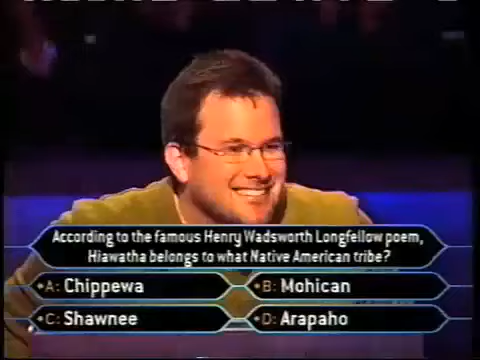 According to the famous Henry Wadsworth Longfellow poem,
Hiawatha belongs to what Native American tribe?
A: Chippewa
B: Mohican
C: Shawnee
D: Arapaho